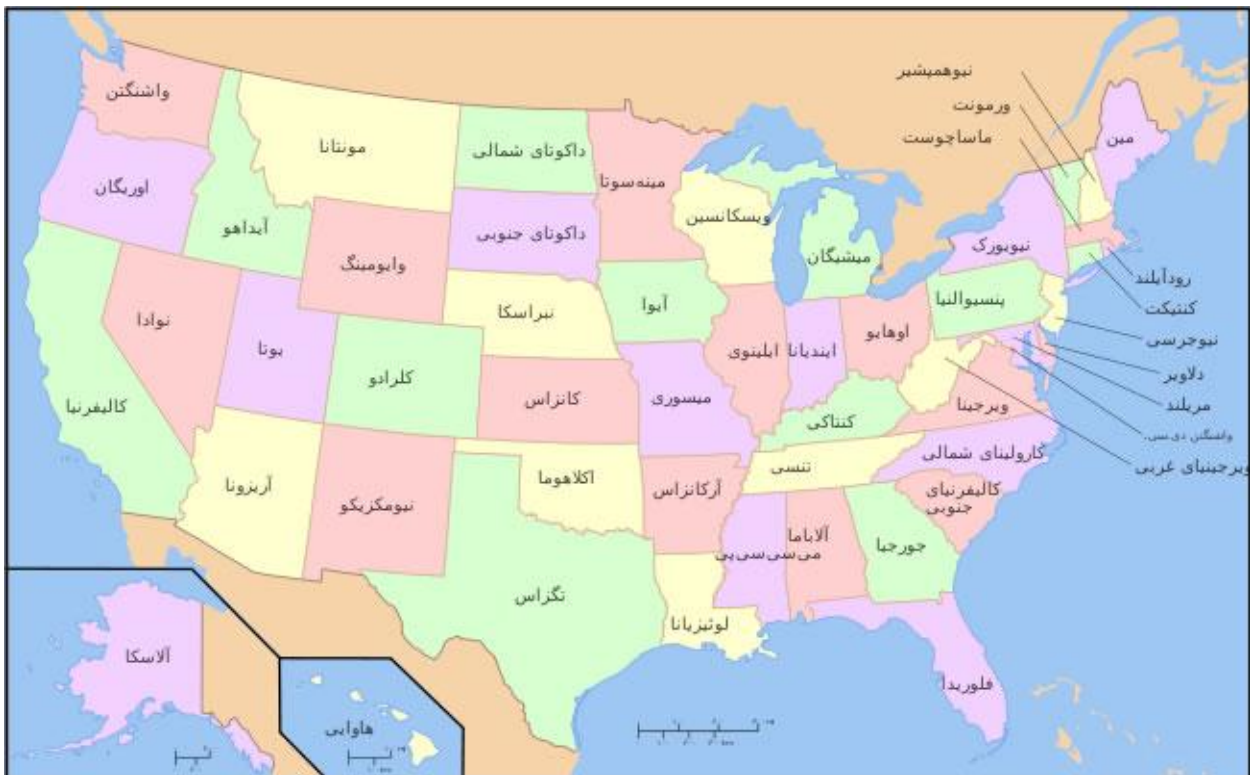 نیوهمپشیر
ورمونت
ماساچوست
واشنگتن
مونتانا
داکوتای شمالی
مینه‌سوتا
مین
اوریگان
آیداهو
وایومینگ
داکوتای جنوبی
ویسکانسین
میشیگان
نیویورک
رودآیلند
کنتیکت
نیوجرسی
دلاویر
مریلند
واشنگتن دی.سی.
ویرجینیای غربی
نوادا
یوتا
کلرادو
نبراسکا
آیوا
ایلینوی
ایندیانا
اوهایو
پنسیوالنیا
کالیفرنیا
کانزاس
میسوری
کنتاکی
ویرجینا
آریزونا
نیومکزیکو
اکلاهوما
آرکانزاس
تنسی
کارولینای شمالی
کالیفرنیای
جنوبی
تگزاس
لوئیزیانا
می‌سی‌سی‌پی
آلاباما
جورجیا
فلوریدا
آلاسکا
هاوایی